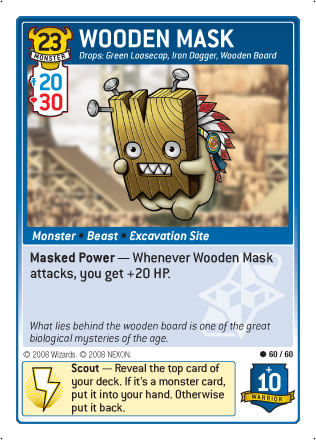 23
MONSTER
WOODEN MASK
Drops: Green Loosecap, Iron Dagger, Wooden Board
20
30
Monster • Beast • Excavation Site
Masked Power — Whenever Wooden Mask
attacks, you get +20 HP.
What lies behind the wooden board is one of the great
biological mysteries of the age.
© 2008 Wizards. © 2008 NEXON.
● 60 / 60
Scout — Reveal the top card of
your deck. If it's a monster card,
put it into your hand. Otherwise
put it back.
+
10
WARRIOR